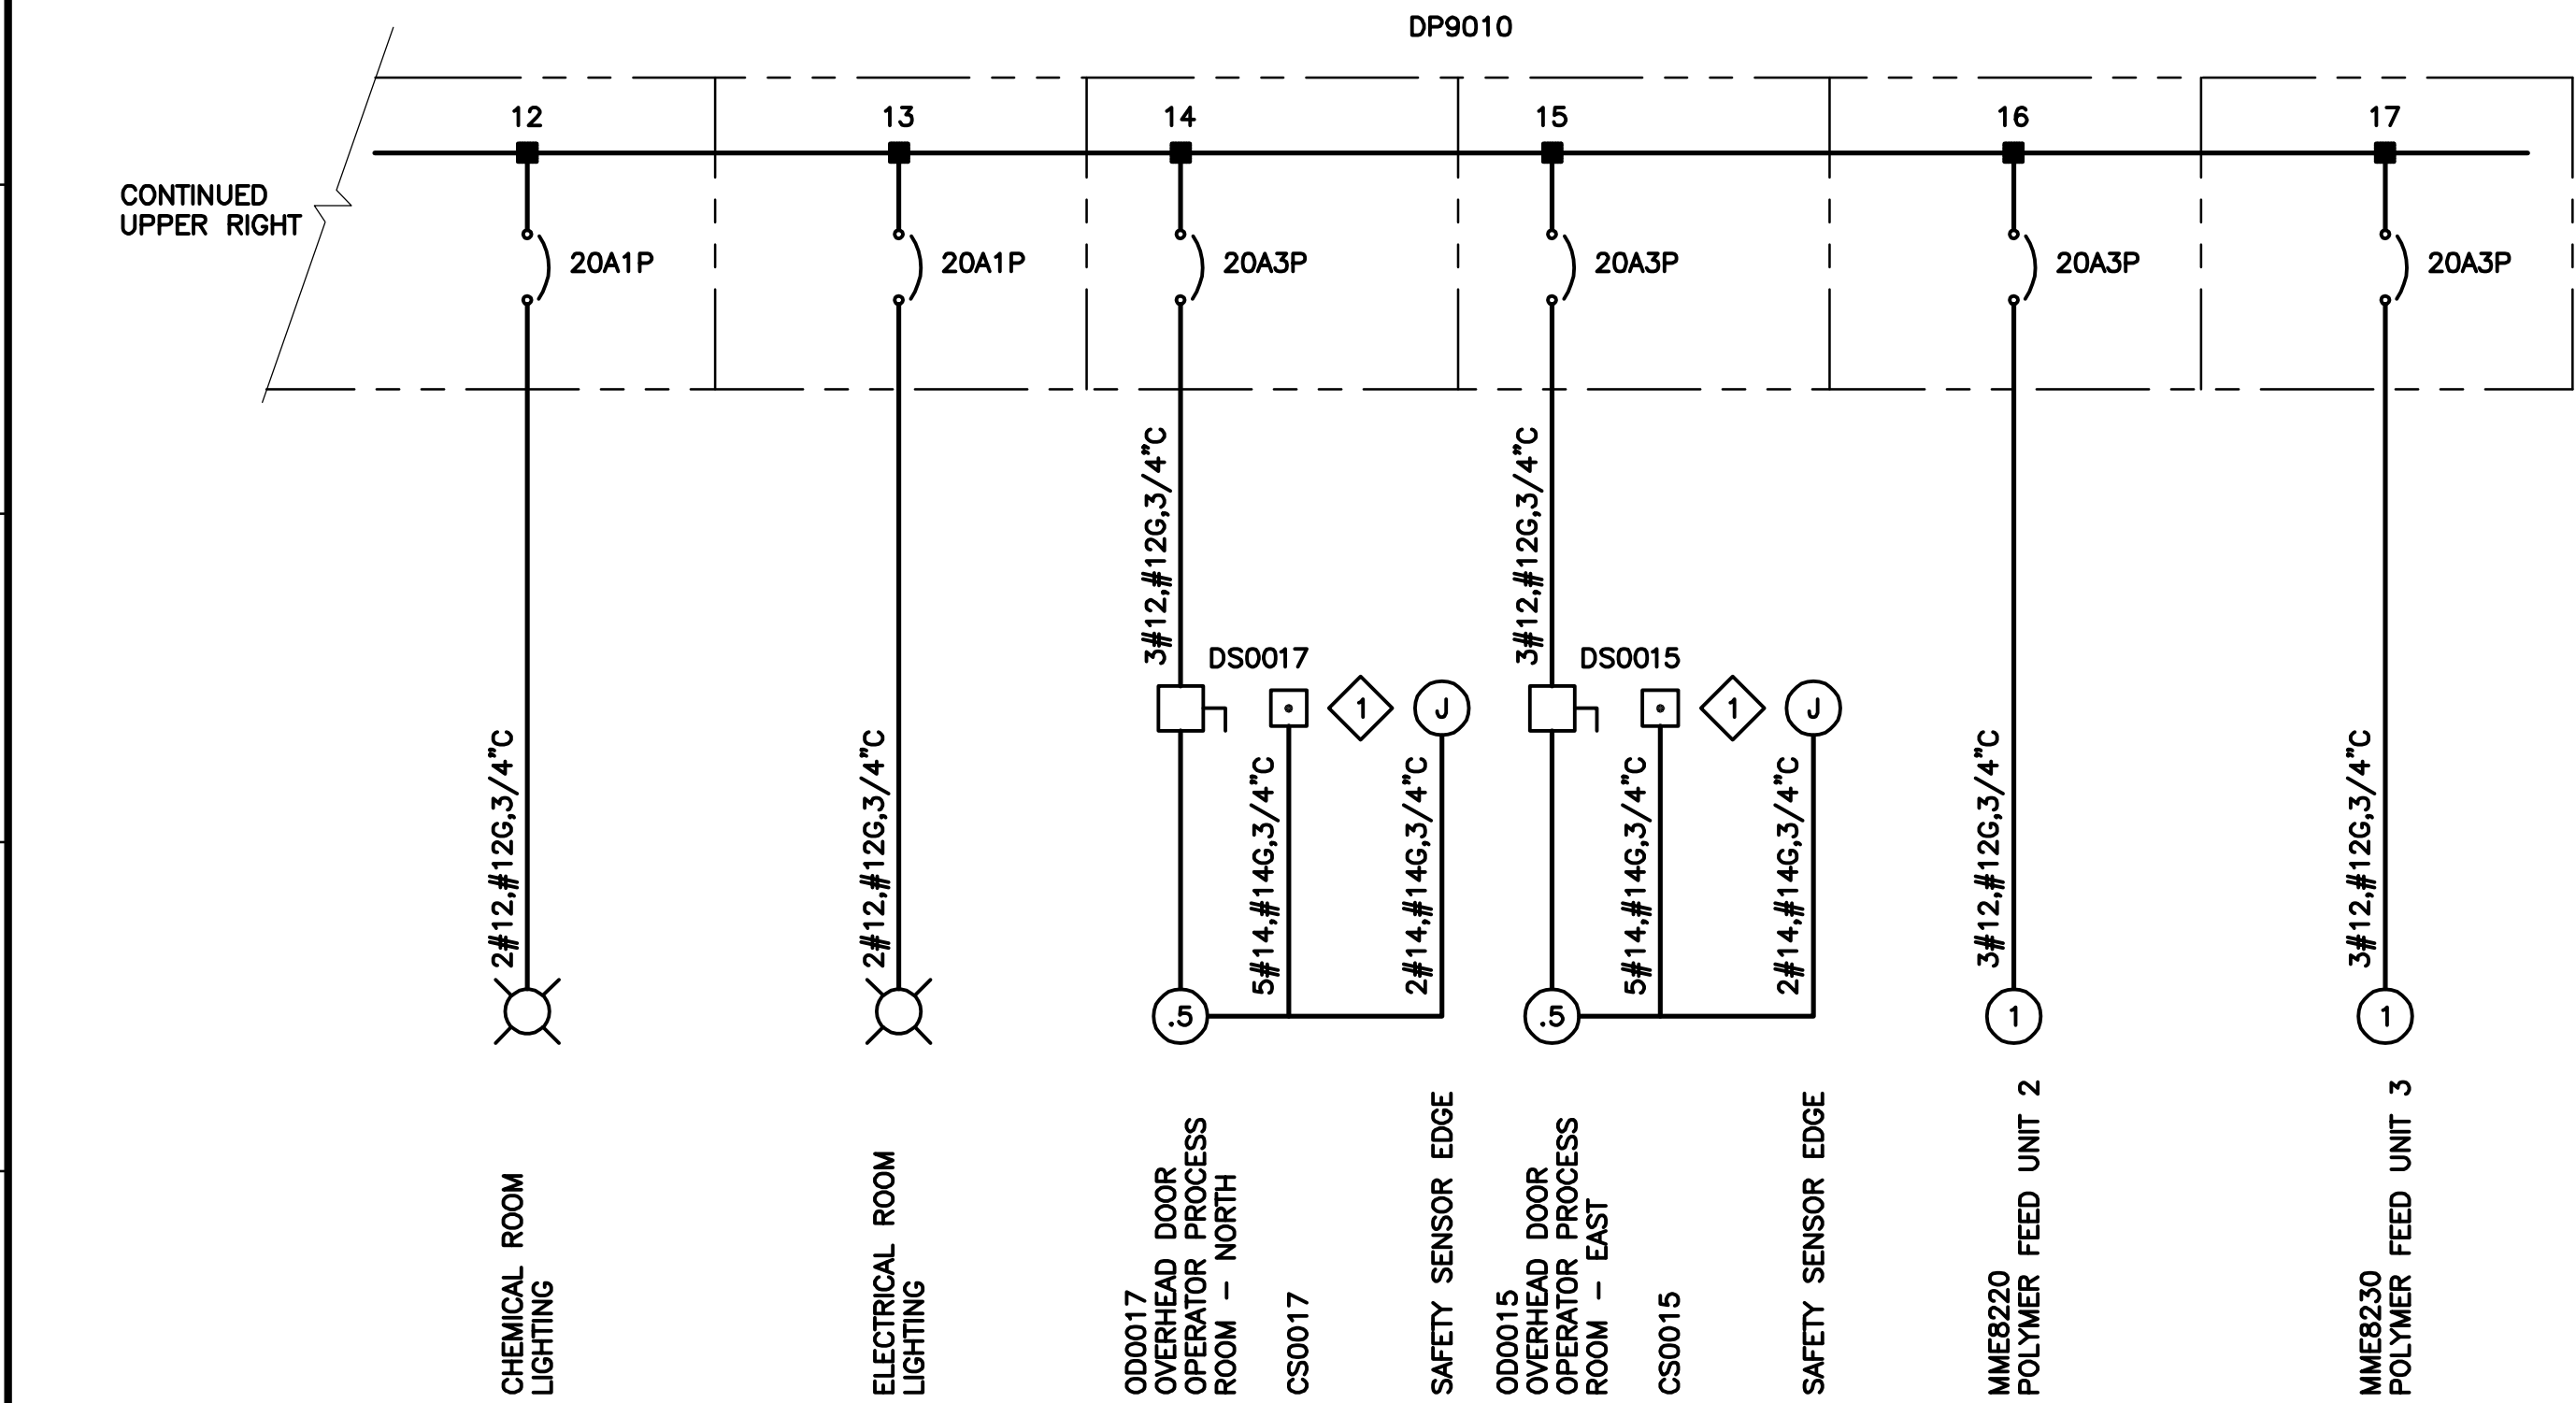 DP9010
12
13
14
15
16
17
CONTINUED
UPPER RIGHT
20A1P
20A1P
20A3P
20A3P
20A3P
20A3P
2#12,#12G,3/4"C
2#12,#12G,3/4"C
3#12,#12G,3/4"C
3#12,#12G,3/4"C
3#12,#12G,3/4"C
3#12,#12G,3/4"C
DS0017
1
J
DS0015
1
J
5#14,#14G,3/4"C
2#14,#14G,3/4"C
5#14,#14G,3/4"C
2#14,#14G,3/4"C
.5
.5
1
1
CHEMICAL ROOM
LIGHTING
ELECTRICAL ROOM
LIGHTING
OD0017
OVERHEAD DOOR
OPERATOR PROCESS
ROOM - NORTH
CS0017
SAFETY SENSOR EDGE
OD0015
OVERHEAD DOOR
OPERATOR PROCESS
ROOM - EAST
CS0015
SAFETY SENSOR EDGE
MME8220
POLYMER FEED UNIT 2
MME8230
POLYMER FEED UNIT 3